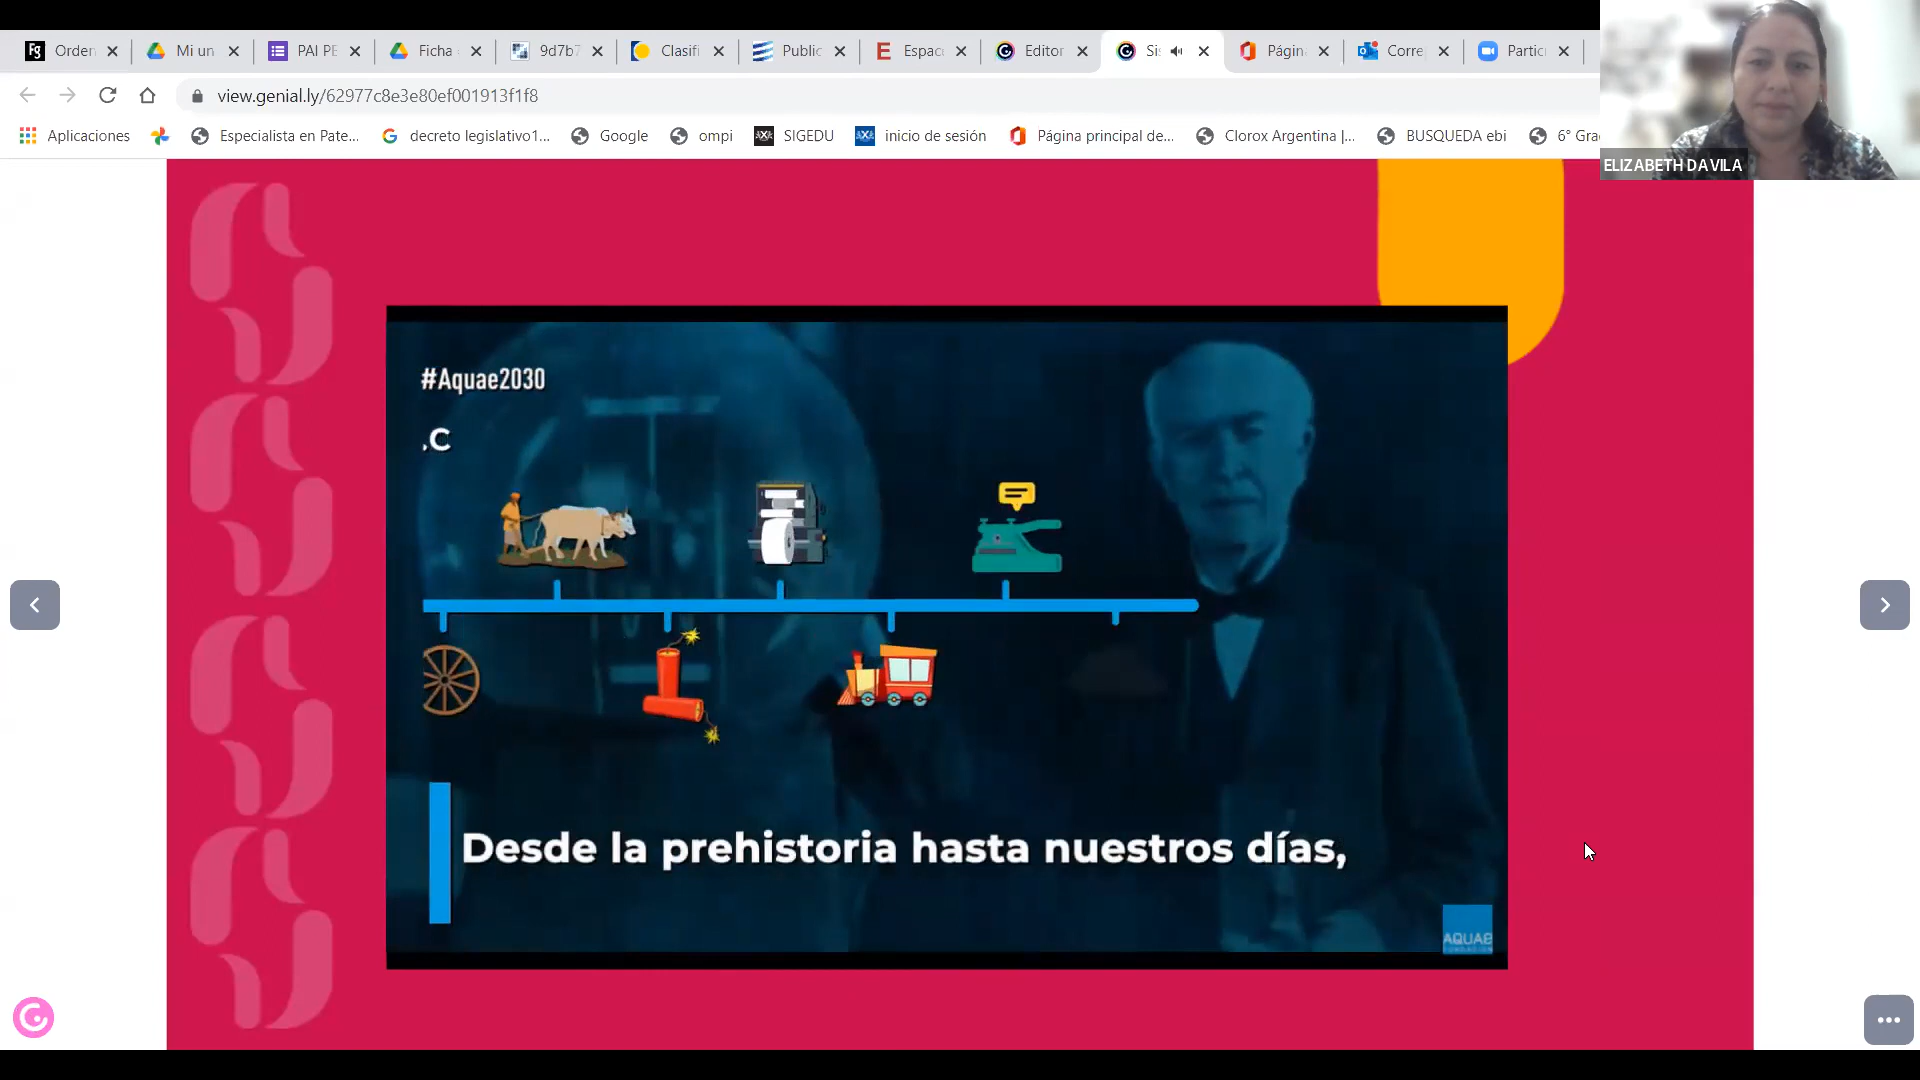 Orden
Mi un
PAI PE
Ficha
9d7b7
Clasifi
Public
Espac
Editor
Sis
Págin
Corre
Partic
view.genial.ly/62977c8e3e80ef001913f1f8
Aplicaciones
Especialista en Pate...
decreto legislativo1...
Google
ompi
SIGEDU
inicio de sesión
Página principal de...
Clorox Argentina |...
BUSQUEDA ebi
6° Gra
ELIZABETH DAVILA
#Aquae2030
.C
Desde la prehistoria hasta nuestros días,
AQUAE